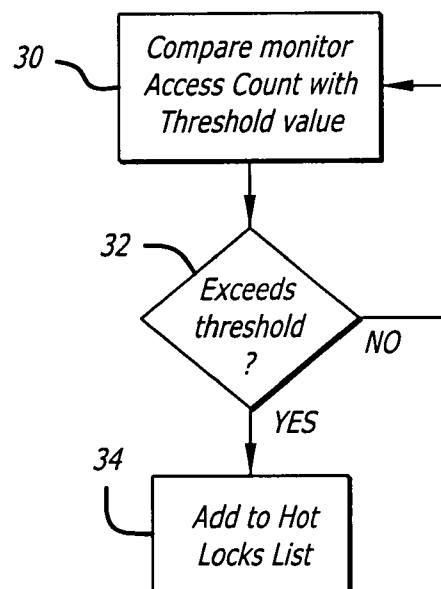 30
Compare monitor
Access Count with
Threshold value
32
Exceeds
threshold
?
NO
YES
34
Add to Hot
Locks List